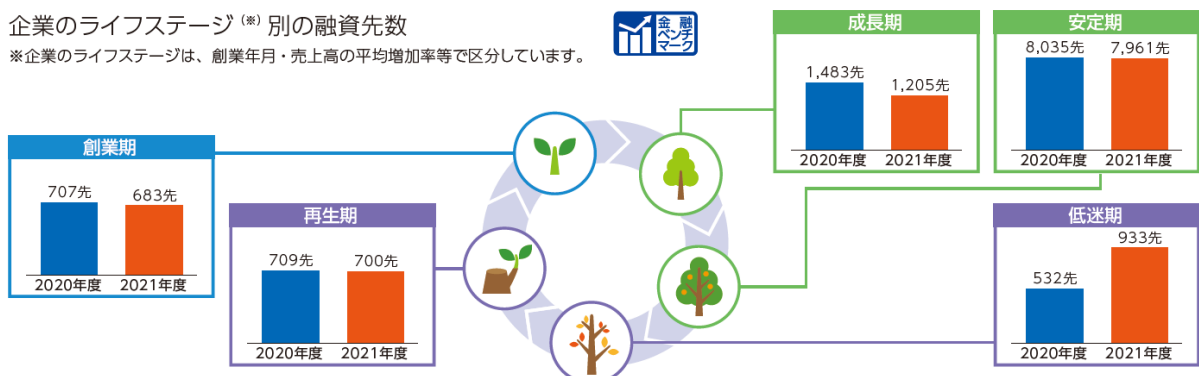 企業のライフステージ(※)別の融資先数
※企業のライフステージは、創業年月・売上高の平均増加率等で区分しています。
金融
ベンチ
マーク
創業期
707先
683先
2020年度
2021年度
成長期
1,483先
1,205先
2020年度
2021年度
安定期
8,035先
7,961先
2020年度
2021年度
低迷期
532先
933先
2020年度
2021年度
再生期
709先
700先
2020年度
2021年度